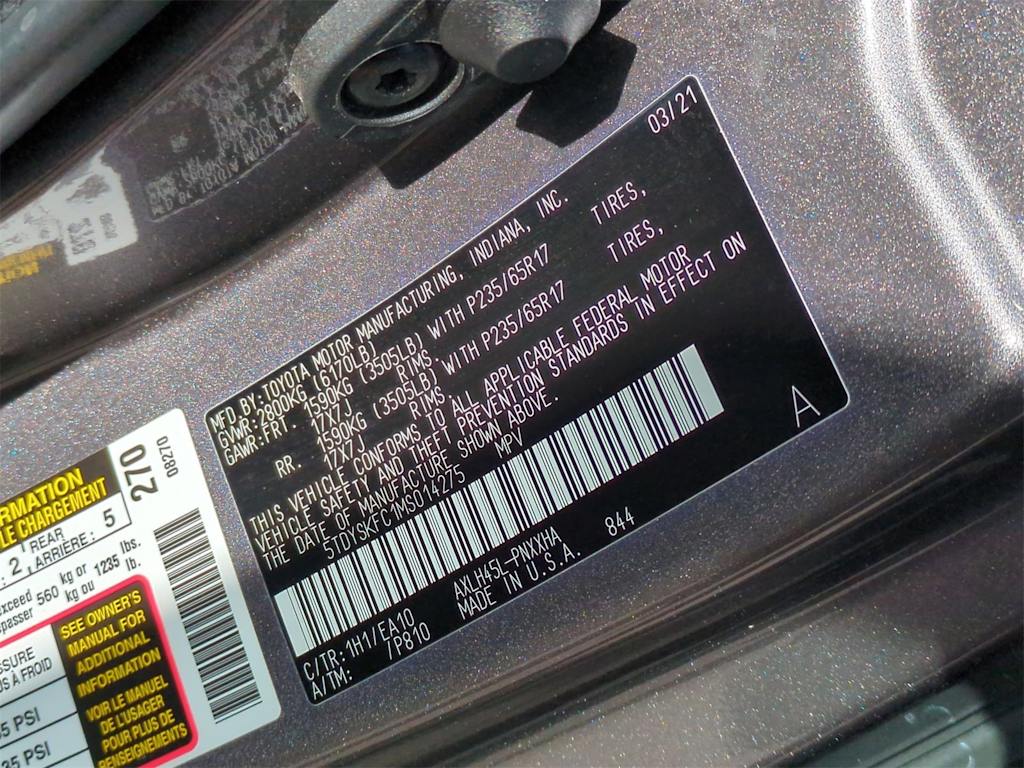 03/21
MFD.BY:TOYOTA MOTOR MANUFACTURING, INDIANA, INC.
GVWR:2800KG (6170LB)
GAWR:FRT. 1590KG (3505LB) WITH P235/65R17 TIRES,
17X7J RIMS
RR. 1590KG (3505LB) WITH P235/65R17 TIRES,
17X7J RIMS
THIS VEHICLE CONFORMS TO ALL APPLICABLE FEDERAL MOTOR
VEHICLE SAFETY AND THEFT PREVENTION STANDARDS IN EFFECT ON
THE DATE OF MANUFACTURE SHOWN ABOVE.
5TDYSKFC1MS014275 MPV
A
C/TR:1H1/EA10 AXLH45L-PNXXHA 844
A/TM: /P810 MADE IN U.S.A.
RMATION
LE CHARGEMENT
270
08270
2 REAR
ARRIÈRE: 5
exceed 560 kg or 1235 lbs.
passer kg ou lb.
SSURE
US À FROID
35 PSI
35 PSI
SEE OWNER'S
MANUAL FOR
ADDITIONAL
INFORMATION
VOIR LE MANUEL
DE L'USAGER
POUR PLUS DE
RENSEIGNEMENTS